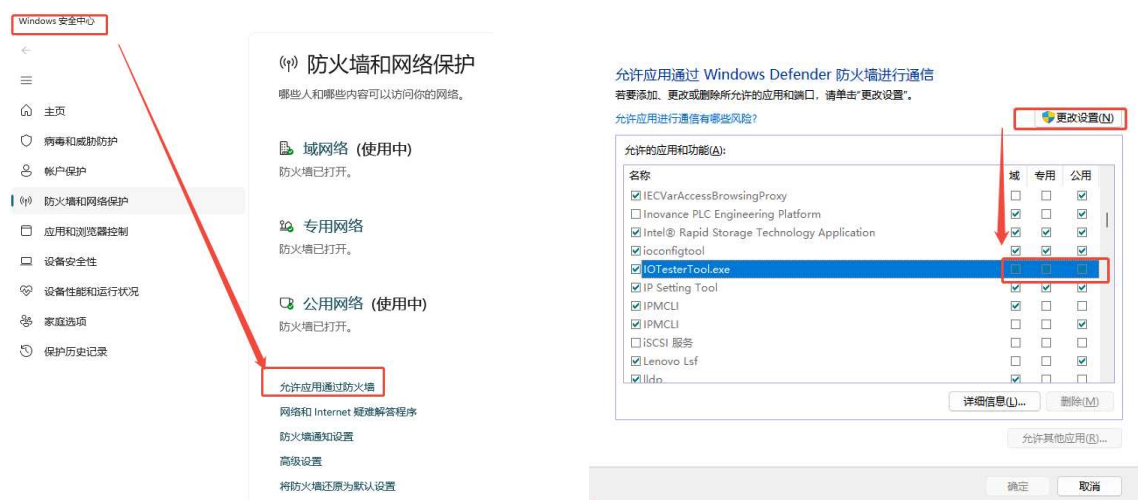 Windows 安全中心
主页
病毒和威胁防护
帐户保护
防火墙和网络保护
应用和浏览器控制
设备安全性
设备性能和运行状况
家庭选项
保护历史记录
防火墙和网络保护
哪些人和哪些内容可以访问你的网络。
域网络 (使用中)
防火墙已打开。
专用网络
防火墙已打开。
公用网络 (使用中)
防火墙已打开。
允许应用通过防火墙
网络和 Internet 疑难解答程序
防火墙通知设置
高级设置
将防火墙还原为默认设置
允许应用通过 Windows Defender 防火墙进行通信
若要添加、更改或删除所允许的应用和端口，请单击"更改设置"。
允许应用进行通信有哪些风险?
更改设置(N)
允许的应用和功能(A):
名称 域 专用 公用
IECVarAccessBrowsingProxy
Inovance PLC Engineering Platform
Intel® Rapid Storage Technology Application
ioconfigtool
IOTesterTool.exe
IP Setting Tool
IPMCLI
IPMCLI
iSCSI 服务
Lenovo Lsf
lldp
详细信息(L)... 删除(M)
允许其他应用(R)...
确定 取消